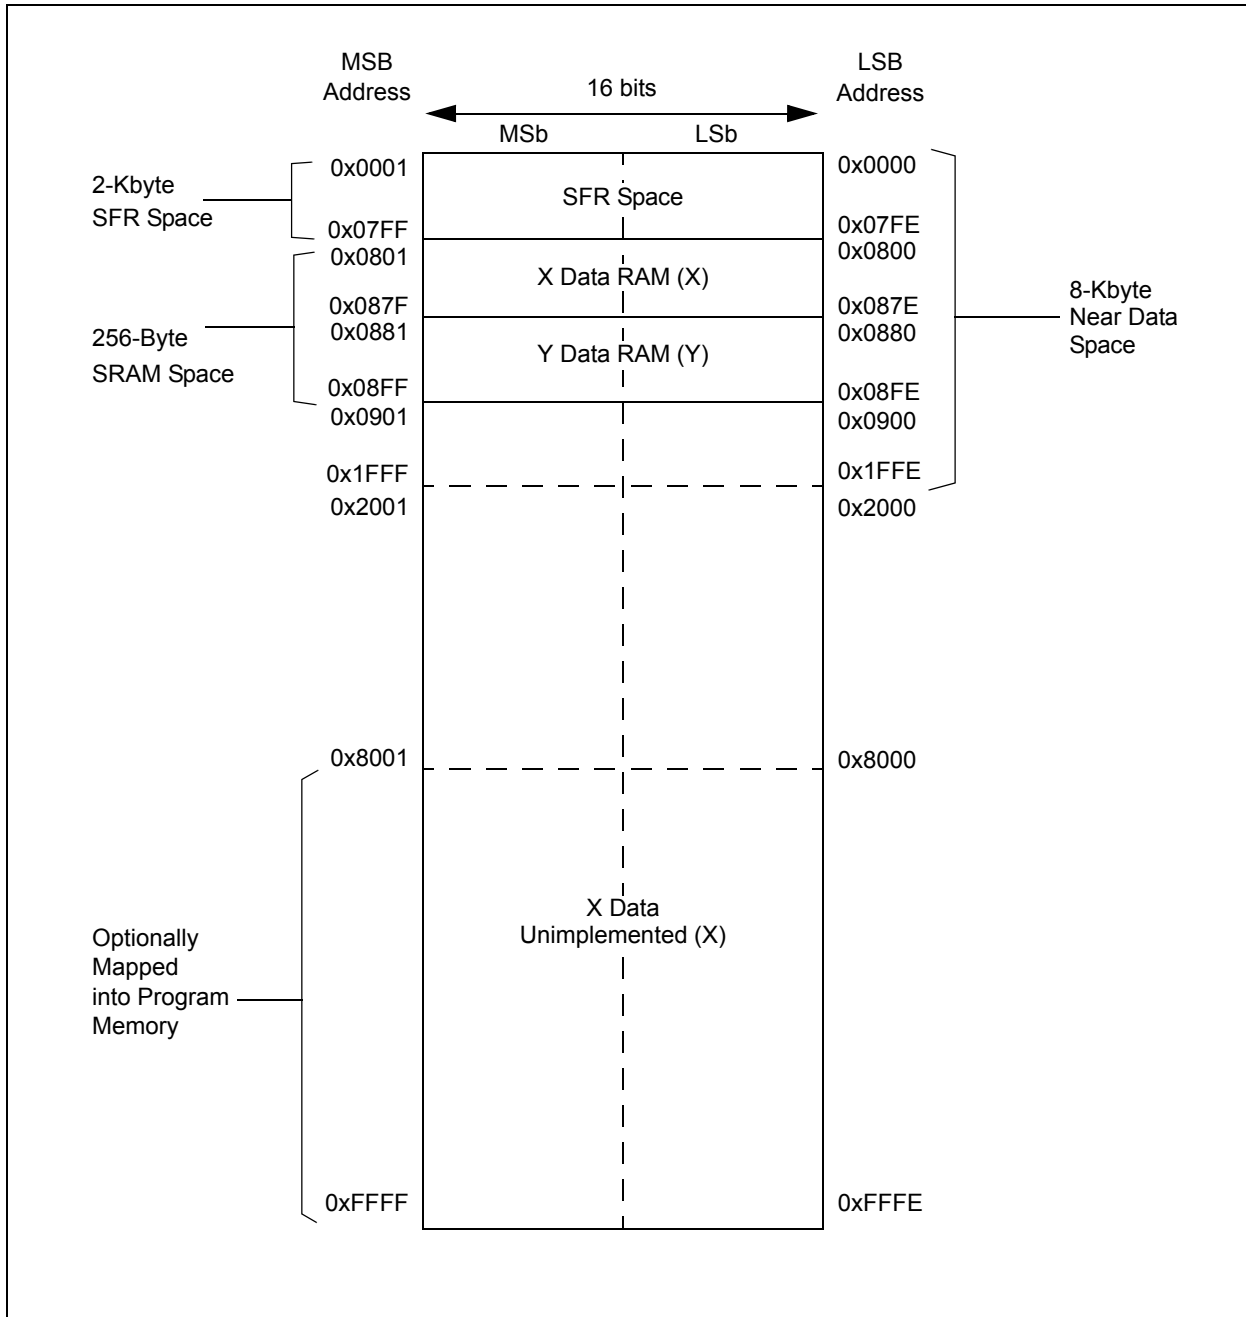 MSB
Address
16 bits
LSB
Address
MSb
LSb
2-Kbyte
SFR Space
0x0001
0x07FF
SFR Space
0x0000
0x07FE
256-Byte
SRAM Space
0x0801
0x087F
X Data RAM (X)
0x0800
0x087E
0x0881
0x08FF
Y Data RAM (Y)
0x0880
0x08FE
8-Kbyte
Near Data
Space
0x0901
0x0900
0x1FFF
0x1FFE
0x2001
0x2000
0x8001
0x8000
Optionally
Mapped
into Program
Memory
X Data
Unimplemented (X)
0xFFFF
0xFFFE